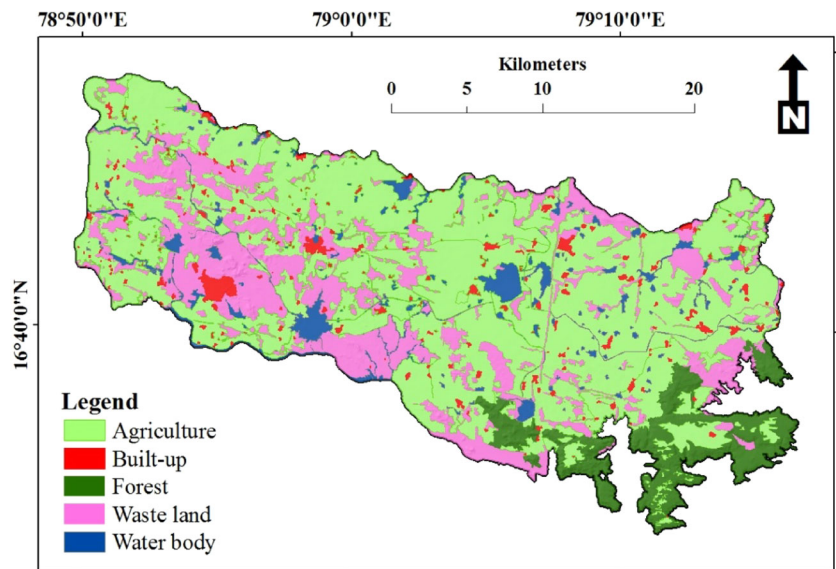 78°50'0"E 79°0'0"E 79°10'0"E
Kilometers
0 5 10 20
N
16°40'0"N
Legend
Agriculture
Built-up
Forest
Waste land
Water body